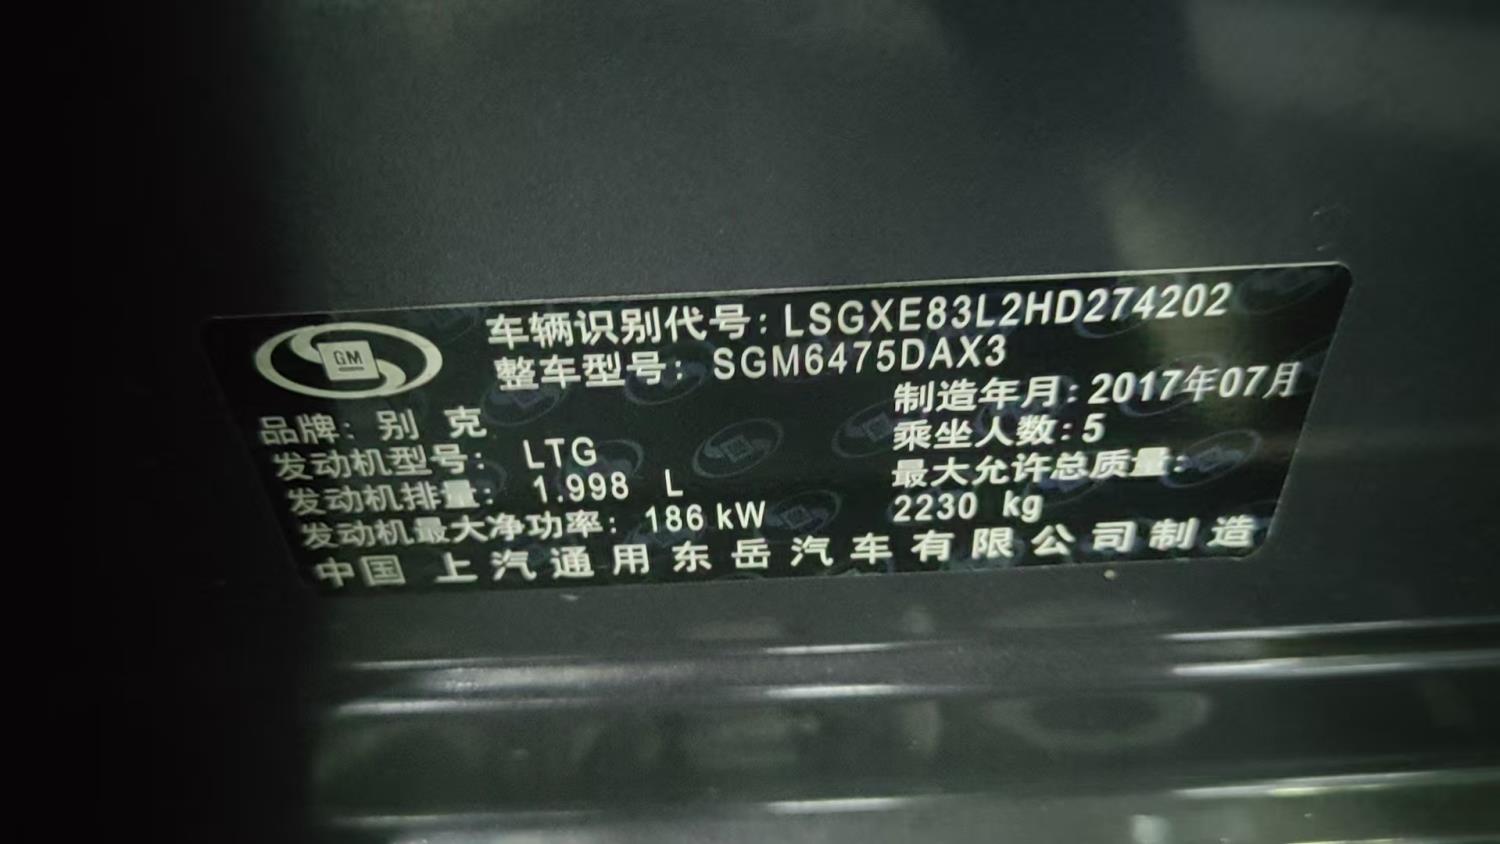 GM
车辆识别代号: LSGXE83L2HD274202
整车型号: SGM6475DAX3
品牌: 别 克
制造年月: 2017年07月
发动机型号: LTG
乘坐人数: 5
发动机排量: 1.998 L
最大允许总质量:
2230 kg
发动机最大净功率: 186 kW
中国 上汽通用东岳汽车有限公司制造